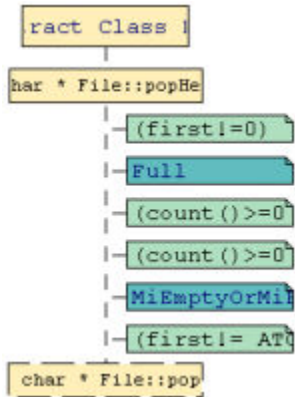 ract Class
har * File::popHe
(first!=0)
Full
(count()>=0
(count()>=0
MiEmptyOrMi
(first!= AT
char * File::pop